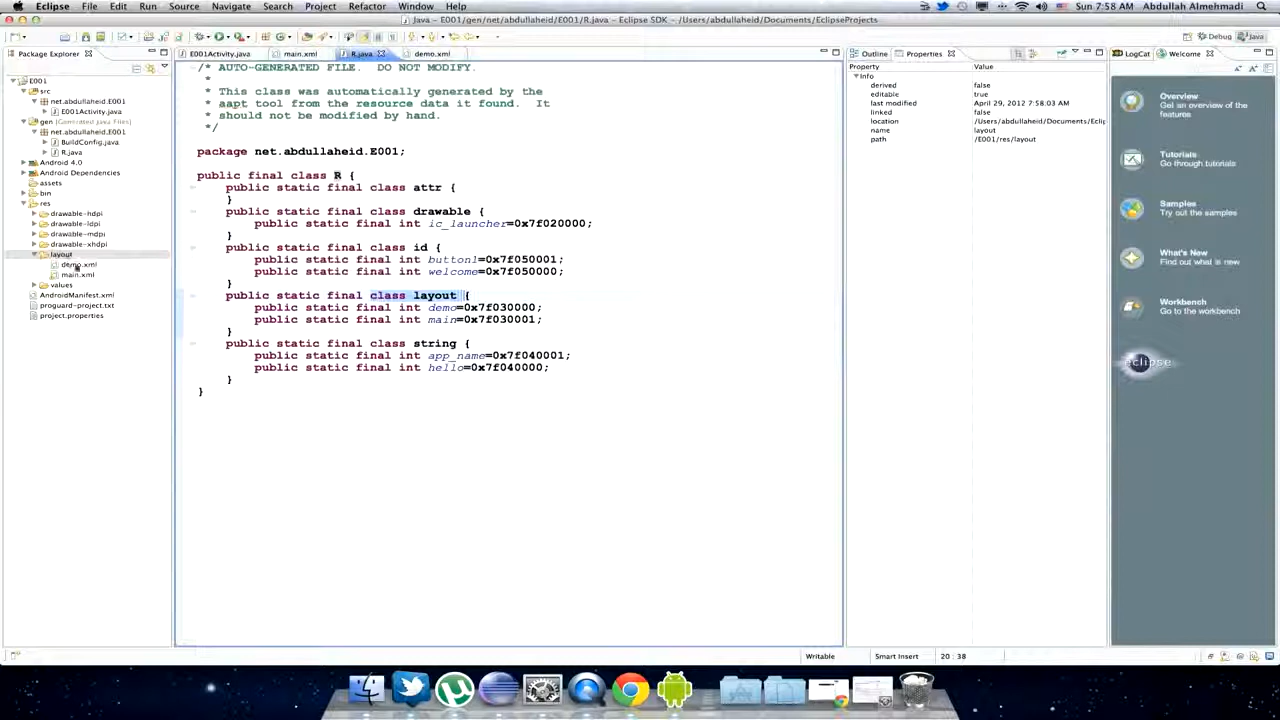 Eclipse File Edit Run Source Navigate Search Project Refactor Window Help
Sun 7:58 AM Abdullah Almehmadi
Java – E001/gen/net/abdullaheid/E001/R.java – Eclipse SDK – /Users/abdullaheid/Documents/EclipseProjects
Debug Java
Package Explorer
E001
src
net.abdullaheid.E001
E001Activity.java
gen [Generated Java Files]
net.abdullaheid.E001
BuildConfig.java
R.java
Android 4.0
Android Dependencies
assets
bin
res
drawable-hdpi
drawable-ldpi
drawable-mdpi
drawable-xhdpi
layout
demo.xml
main.xml
values
AndroidManifest.xml
proguard-project.txt
project.properties
E001Activity.java main.xml R.java demo.xml
/* AUTO-GENERATED FILE. DO NOT MODIFY.
*
* This class was automatically generated by the
* aapt tool from the resource data it found. It
* should not be modified by hand.
*/
package net.abdullaheid.E001;
public final class R {
public static final class attr {
}
public static final class drawable {
public static final int ic_launcher=0x7f020000;
}
public static final class id {
public static final int button1=0x7f050001;
public static final int welcome=0x7f050000;
}
public static final class layout {
public static final int demo=0x7f030000;
public static final int main=0x7f030001;
}
public static final class string {
public static final int app_name=0x7f040001;
public static final int hello=0x7f040000;
}
}
Outline Properties
Property Value
Info
derived false
editable true
last modified April 29, 2012 7:58:03 AM
linked false
location /Users/abdullaheid/Documents/Eclip
name layout
path /E001/res/layout
LogCat Welcome
Overview
Get an overview of the
features
Tutorials
Go through tutorials
Samples
Try out the samples
What's New
Find out what is new
Workbench
Go to the workbench
eclipse
Writable Smart Insert 20 : 38